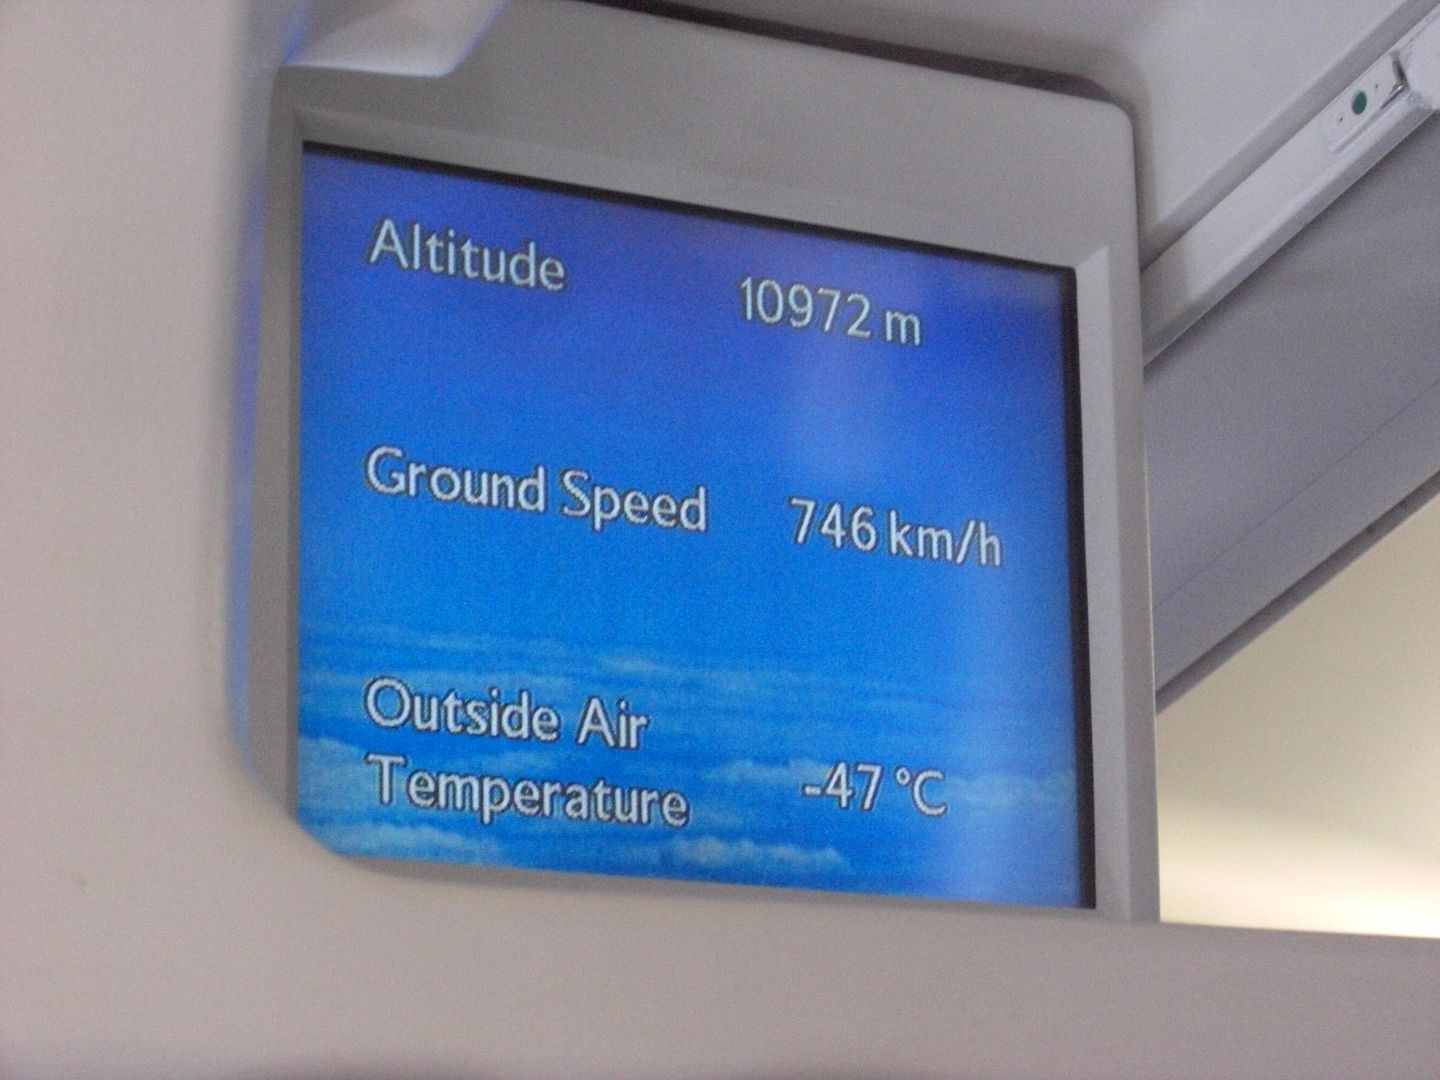 Altitude 10972 m
Ground Speed 746 km/h
Outside Air
Temperature -47 °C